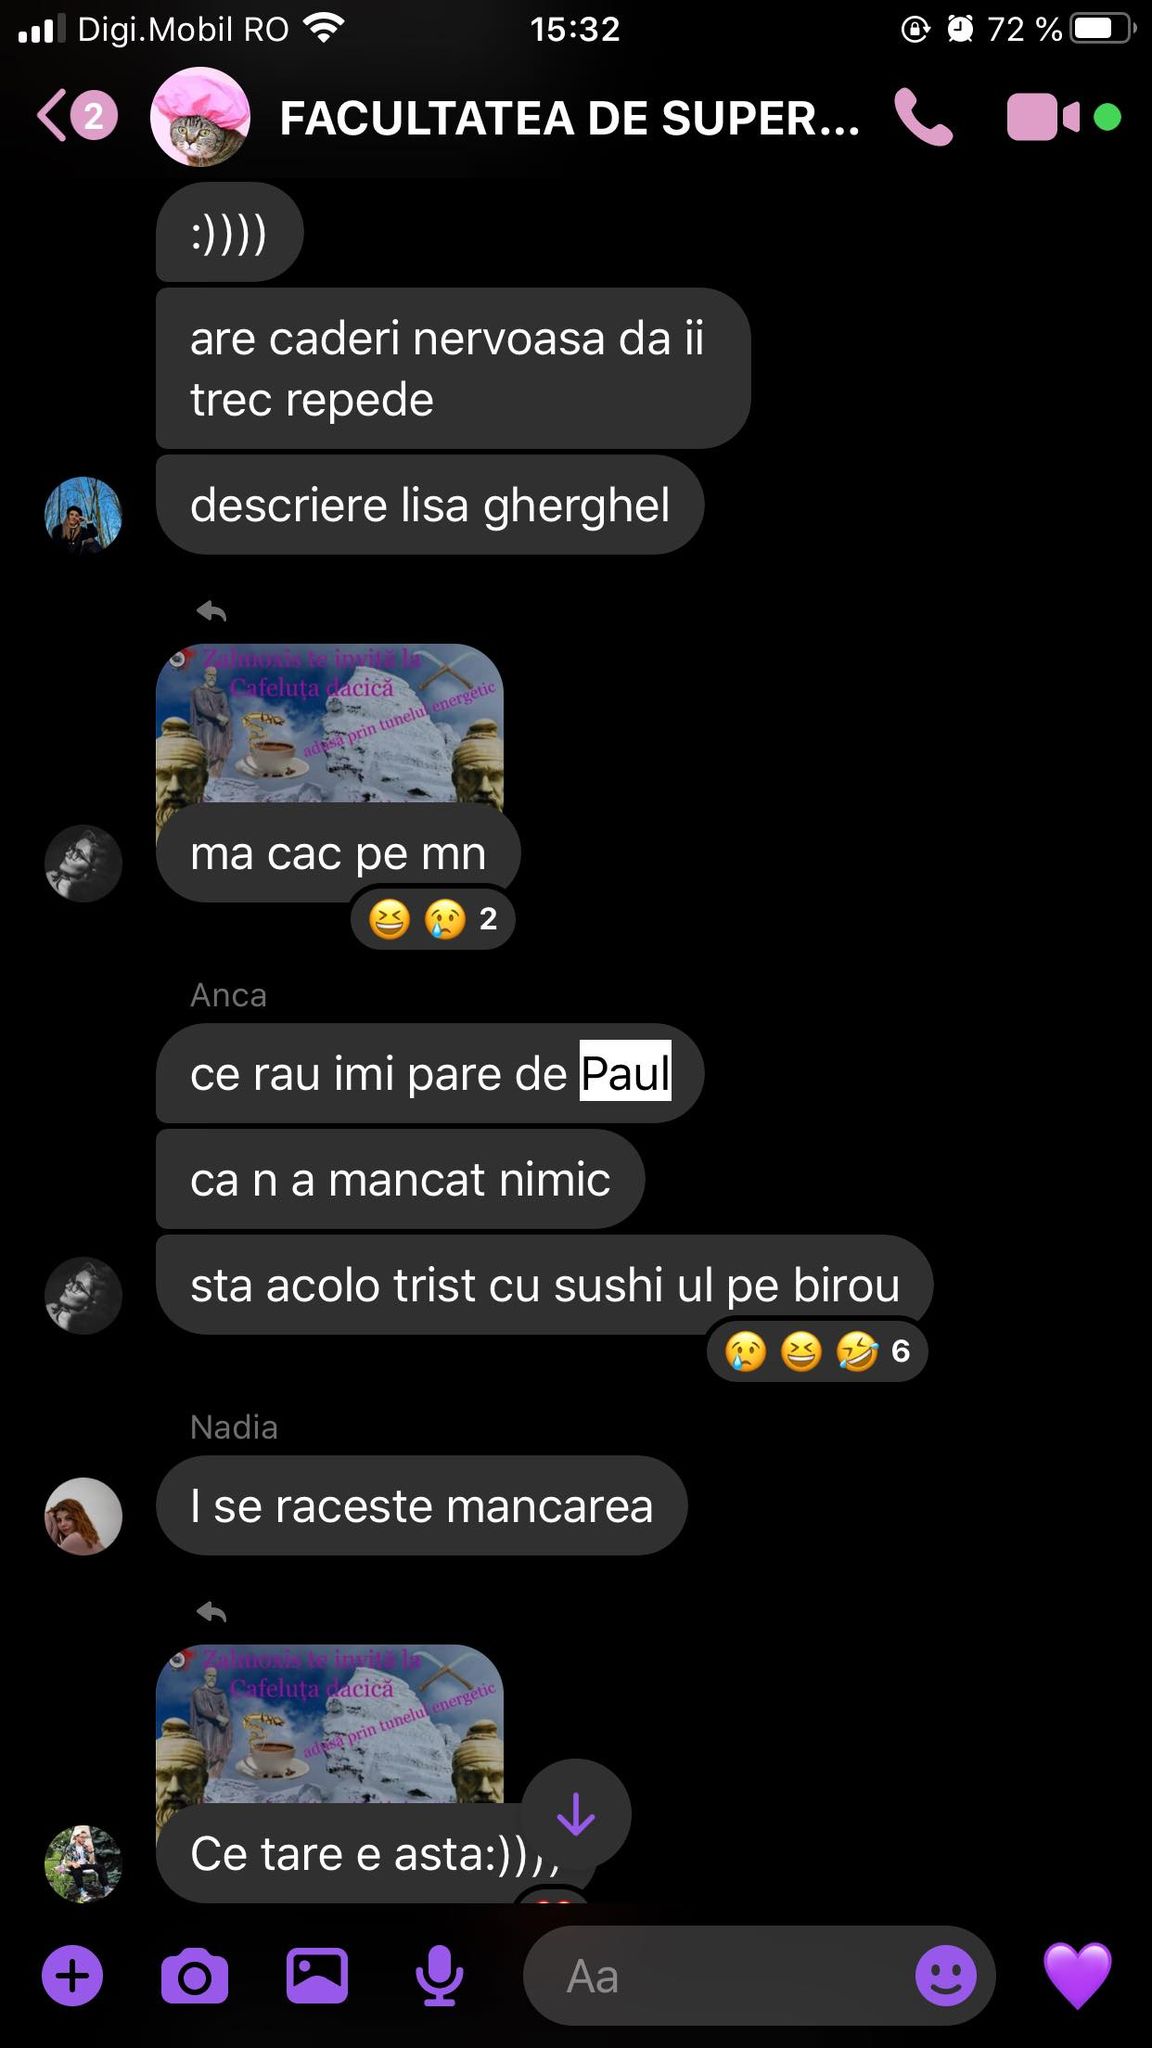 Digi.Mobil RO
15:32
72 %
2
FACULTATEA DE SUPER...
:))))
are caderi nervoasa da ii
trec repede
descriere lisa gherghel
Zalmoxis te invită la
Cafeluța dacică
adusă prin tunelul energetic
ma cac pe mn
2
Anca
ce rau imi pare de Paul
ca n a mancat nimic
sta acolo trist cu sushi ul pe birou
6
Nadia
I se raceste mancarea
Zalmoxis te invită la
Cafeluța dacică
adusă prin tunelul energetic
Ce tare e asta:))))
Aa